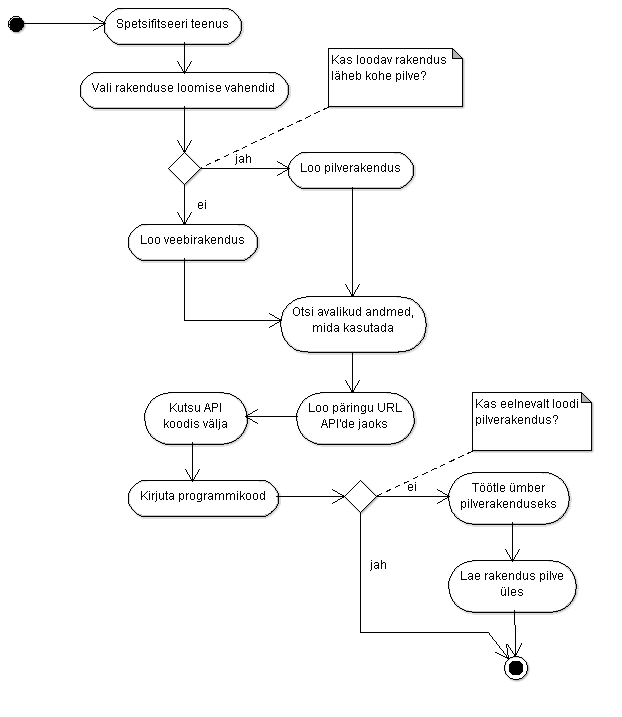 Spetsifitseeri teenus
Vali rakenduse loomise vahendid
Kas loodav rakendus
läheb kohe pilve?
jah
Loo pilverakendus
ei
Loo veebirakendus
Otsi avalikud andmed,
mida kasutada
Loo päringu URL
API'de jaoks
Kutsu API
koodis välja
Kirjuta programmikood
Kas eelnevalt loodi
pilverakendus?
ei
Töötle ümber
pilverakenduseks
jah
Lae rakendus pilve
üles